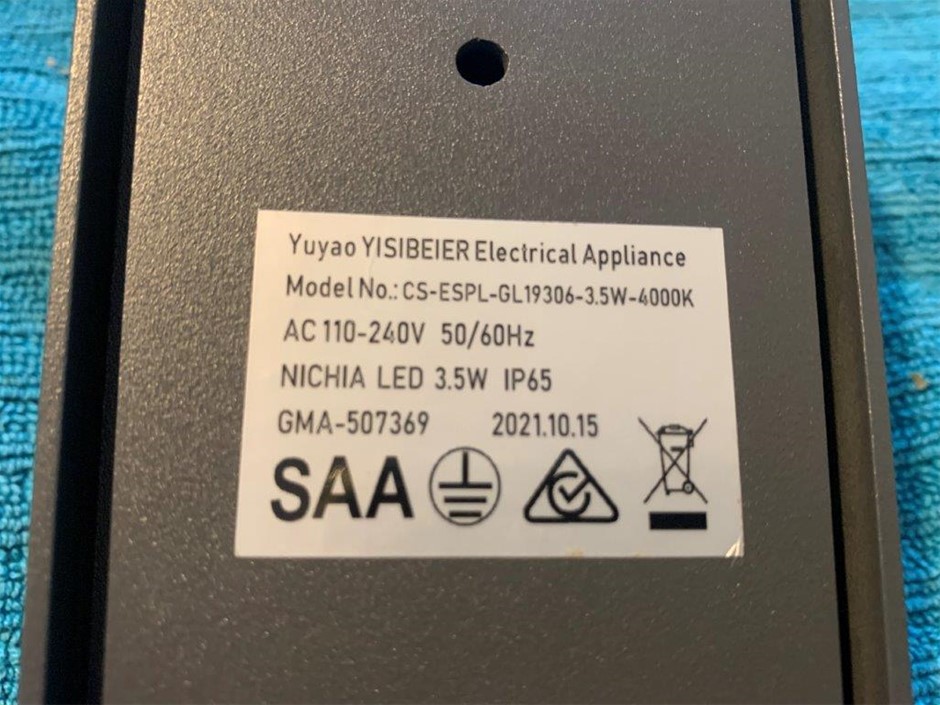 Yuyao YISIBEIER Electrical Appliance
Model No.: CS-ESPL-GL19306-3.5W-4000K
AC 110-240V 50/60Hz
NICHIA LED 3.5W IP65
GMA-507369 2021.10.15
SAA